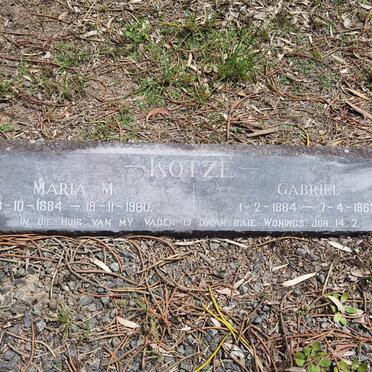 KOTZE
MARIA M. GABRIEL
-10-1884 — 18-11-1980. 1-2-1884 — 7-4-196
IN DIE HUIS VAN MY VADER IS DAAR BAIE WONINGS. JOH. 14.2